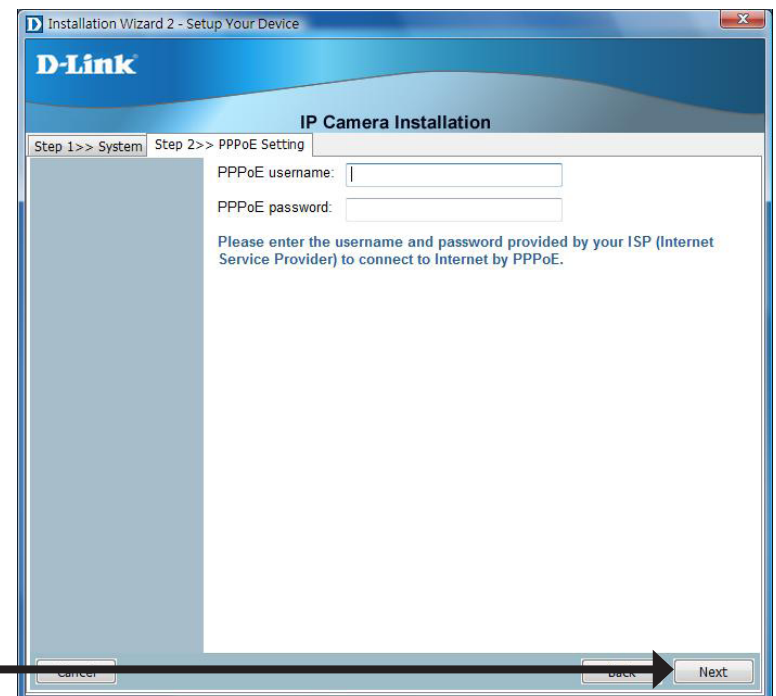 D Installation Wizard 2 - Setup Your Device
X
D-Link
IP Camera Installation
Step 1>> System Step 2>> PPPoE Setting
PPPoE username:
PPPoE password:
Please enter the username and password provided by your ISP (Internet
Service Provider) to connect to Internet by PPPoE.
Cancel Back Next